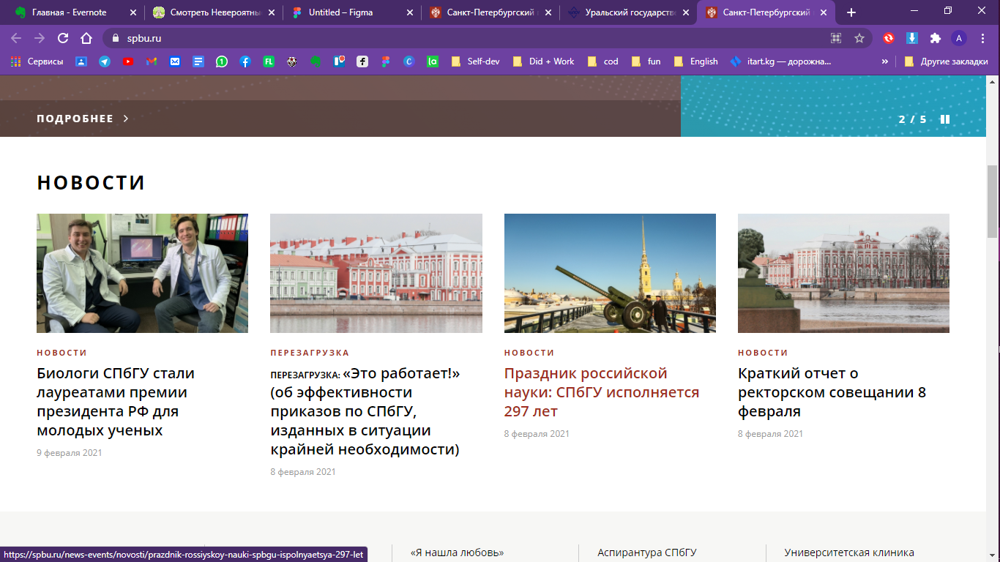 Главная - Evernote
Смотреть Невероятны
Untitled – Figma
Санкт-Петербургский
Уральский государстве
Санкт-Петербургский
spbu.ru
A
Сервисы
FL
Self-dev
Did + Work
cod
fun
English
itart.kg — дорожна...
»
Другие закладки
ПОДРОБНЕЕ
2 / 5
НОВОСТИ
НОВОСТИ
Биологи СПбГУ стали
лауреатами премии
президента РФ для
молодых ученых
9 февраля 2021
ПЕРЕЗАГРУЗКА
ПЕРЕЗАГРУЗКА: «Это работает!»
(об эффективности
приказов по СПбГУ,
изданных в ситуации
крайней необходимости)
8 февраля 2021
НОВОСТИ
Праздник российской
науки: СПбГУ исполняется
297 лет
8 февраля 2021
НОВОСТИ
Краткий отчет о
ректорском совещании 8
февраля
8 февраля 2021
«Я нашла любовь»
Аспирантура СПбГУ
Университетская клиника
https://spbu.ru/news-events/novosti/prazdnik-rossiyskoy-nauki-spbgu-ispolnyaetsya-297-let